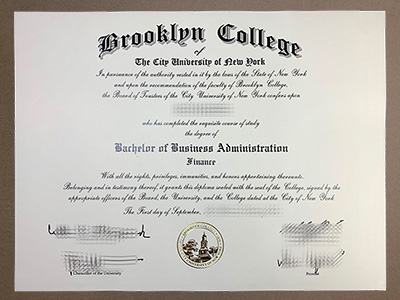 Brooklyn College
of
The City University of New York
In pursuance of the authority vested in it by the laws of the State of New York
and upon the recommendation of the faculty of Brooklyn College,
the Board of Trustees of the City University of New York confers upon
who has completed the requisite course of study
the degree of
Bachelor of Business Administration
Finance
With all the rights, privileges, immunities, and honors appertaining thereunto.
Belonging and in testimony thereof, it grants this diploma sealed with the seal of the College, signed by the
appropriate officers of the Board, the University, and the College dated at the City of New York
The First day of September,
Chancellor of the University